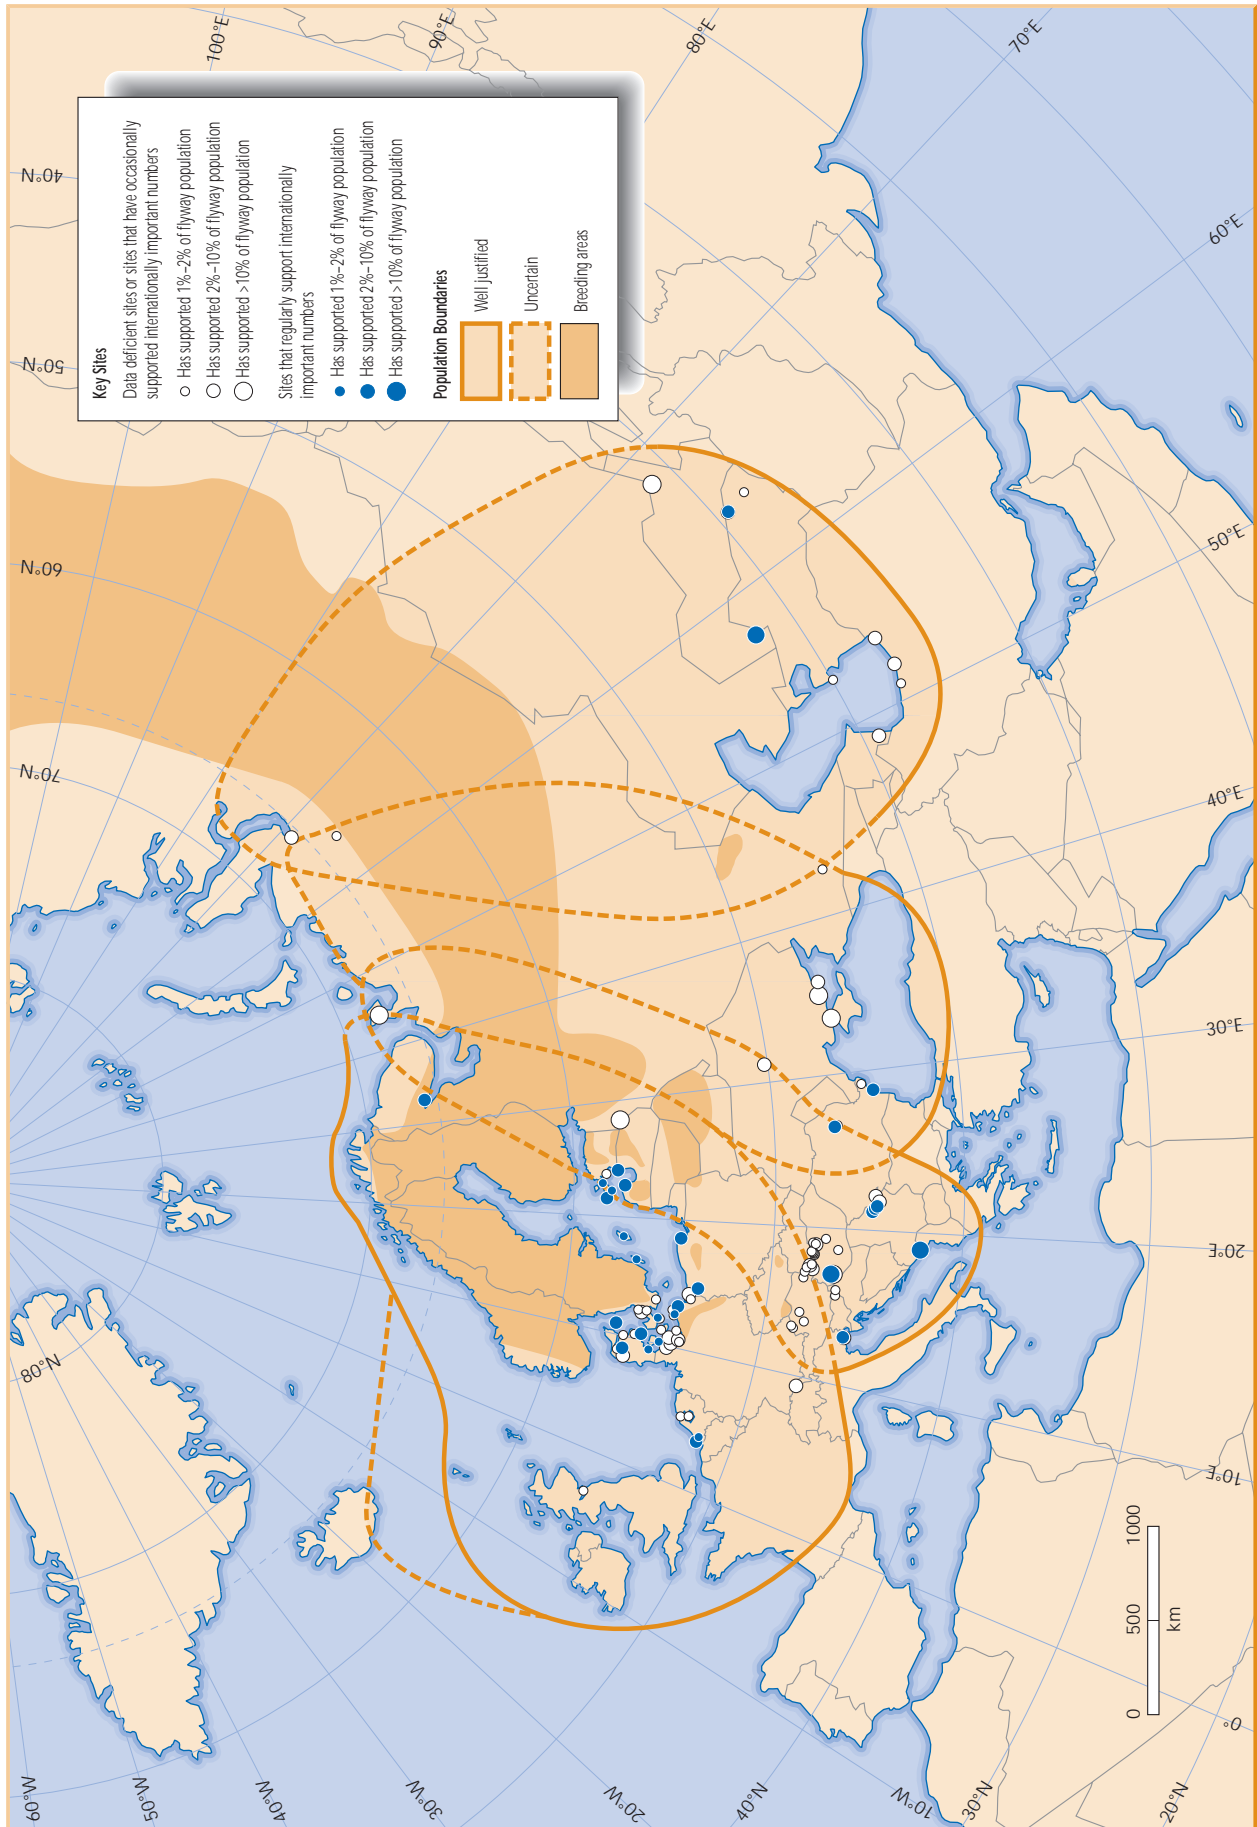 Key Sites
Data deficient sites or sites that have occasionally
supported internationally important numbers
Has supported 1%–2% of flyway population
Has supported 2%–10% of flyway population
Has supported >10% of flyway population
Sites that regularly support internationally
important numbers
Has supported 1%–2% of flyway population
Has supported 2%–10% of flyway population
Has supported >10% of flyway population
Population Boundaries
Well justified
Uncertain
Breeding areas
40°N
50°N
60°N
70°N
80°N
100°E
90°E
80°E
70°E
60°E
50°E
40°E
30°E
20°E
10°E
0°
60°W
50°W
40°W
30°W
20°W
40°N
10°W
30°N
20°N
0
500
1000
km